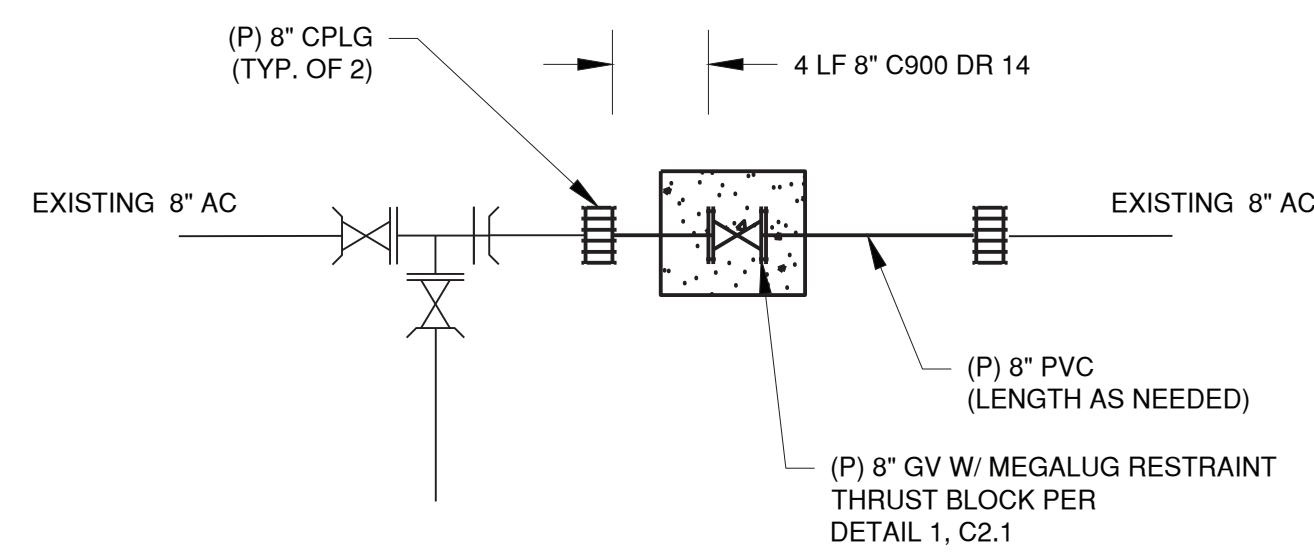 (P) 8" CPLG
(TYP. OF 2)
4 LF 8" C900 DR 14
EXISTING 8" AC
EXISTING 8" AC
(P) 8" PVC
(LENGTH AS NEEDED)
(P) 8" GV W/ MEGALUG RESTRAINT
THRUST BLOCK PER
DETAIL 1, C2.1